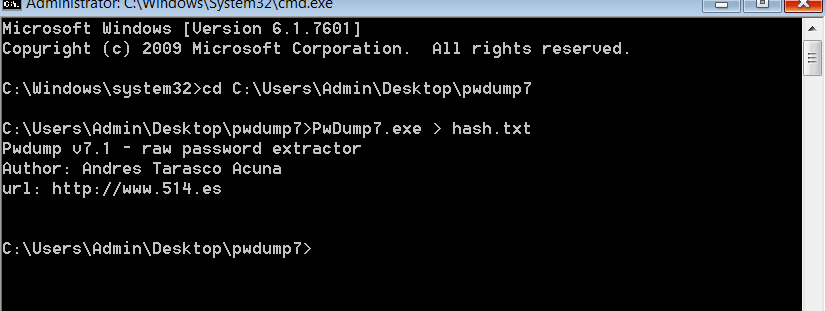 Administrator: C:\Windows\System32\cmd.exe
Microsoft Windows [Version 6.1.7601]
Copyright (c) 2009 Microsoft Corporation.  All rights reserved.
C:\Windows\system32>cd C:\Users\Admin\Desktop\pwdump7
C:\Users\Admin\Desktop\pwdump7>PwDump7.exe > hash.txt
Pwdump v7.1 - raw password extractor
Author: Andres Tarasco Acuna
url: http://www.514.es
C:\Users\Admin\Desktop\pwdump7>